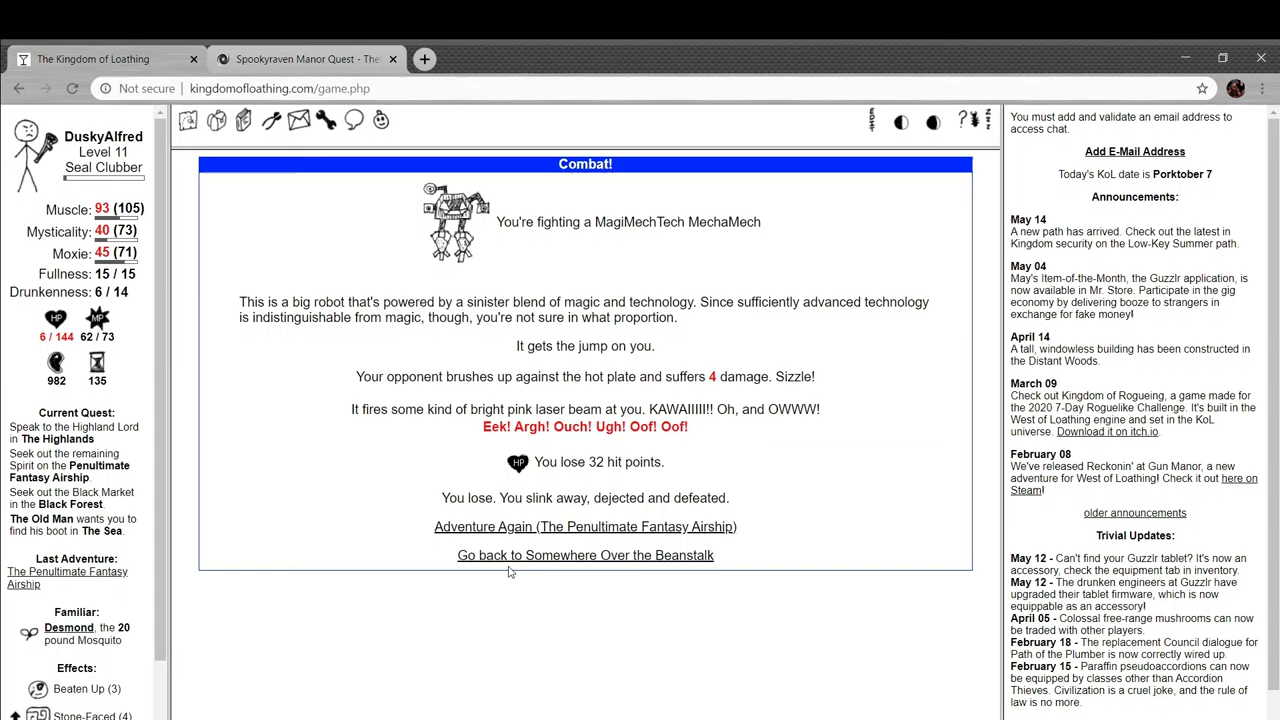 The Kingdom of Loathing
Spookyraven Manor Quest - The
Not secure
kingdomofloathing.com/game.php
DuskyAlfred
Level 11
Seal Clubber
Muscle: 93 (105)
Mysticality: 40 (73)
Moxie: 45 (71)
Fullness: 15 / 15
Drunkenness: 6 / 14
HP
MP
6 / 144
62 / 73
982
135
Current Quest:
Speak to the Highland Lord
in The Highlands
Seek out the remaining
Spirit on the Penultimate
Fantasy Airship.
Seek out the Black Market
in the Black Forest.
The Old Man wants you to
find his boot in The Sea.
Last Adventure:
The Penultimate Fantasy
Airship
Familiar:
Desmond, the 20
pound Mosquito
Effects:
Beaten Up (3)
Stone-Faced (4)
Combat!
You're fighting a MagiMechTech MechaMech
This is a big robot that's powered by a sinister blend of magic and technology. Since sufficiently advanced technology
is indistinguishable from magic, though, you're not sure in what proportion.
It gets the jump on you.
Your opponent brushes up against the hot plate and suffers 4 damage. Sizzle!
It fires some kind of bright pink laser beam at you. KAWAIIIII!! Oh, and OWWW!
Eek! Argh! Ouch! Ugh! Oof! Oof!
HP
You lose 32 hit points.
You lose. You slink away, dejected and defeated.
Adventure Again (The Penultimate Fantasy Airship)
Go back to Somewhere Over the Beanstalk
You must add and validate an email address to
access chat.
Add E-Mail Address
Today's KoL date is Porktober 7
Announcements:
May 14
A new path has arrived. Check out the latest in
Kingdom security on the Low-Key Summer path.
May 04
May's Item-of-the-Month, the Guzzlr application, is
now available in Mr. Store. Participate in the gig
economy by delivering booze to strangers in
exchange for fake money!
April 14
A tall, windowless building has been constructed in
the Distant Woods.
March 09
Check out Kingdom of Rogueing, a game made for
the 2020 7-Day Roguelike Challenge. It's built in the
West of Loathing engine and set in the KoL
universe. Download it on itch.io.
February 08
We've released Reckonin' at Gun Manor, a new
adventure for West of Loathing! Check it out here on
Steam!
older announcements
Trivial Updates:
May 12 - Can't find your Guzzlr tablet? It's now an
accessory, check the equipment tab in inventory.
May 12 - The drunken engineers at Guzzlr have
upgraded their tablet firmware, which is now
equippable as an accessory!
April 05 - Colossal free-range mushrooms can now
be traded with other players.
February 18 - The replacement Council dialogue for
Path of the Plumber is now correctly wired up.
February 15 - Paraffin pseudoaccordions can now
be equipped by classes other than Accordion
Thieves. Civilization is a cruel joke, and the rule of
law is no more.